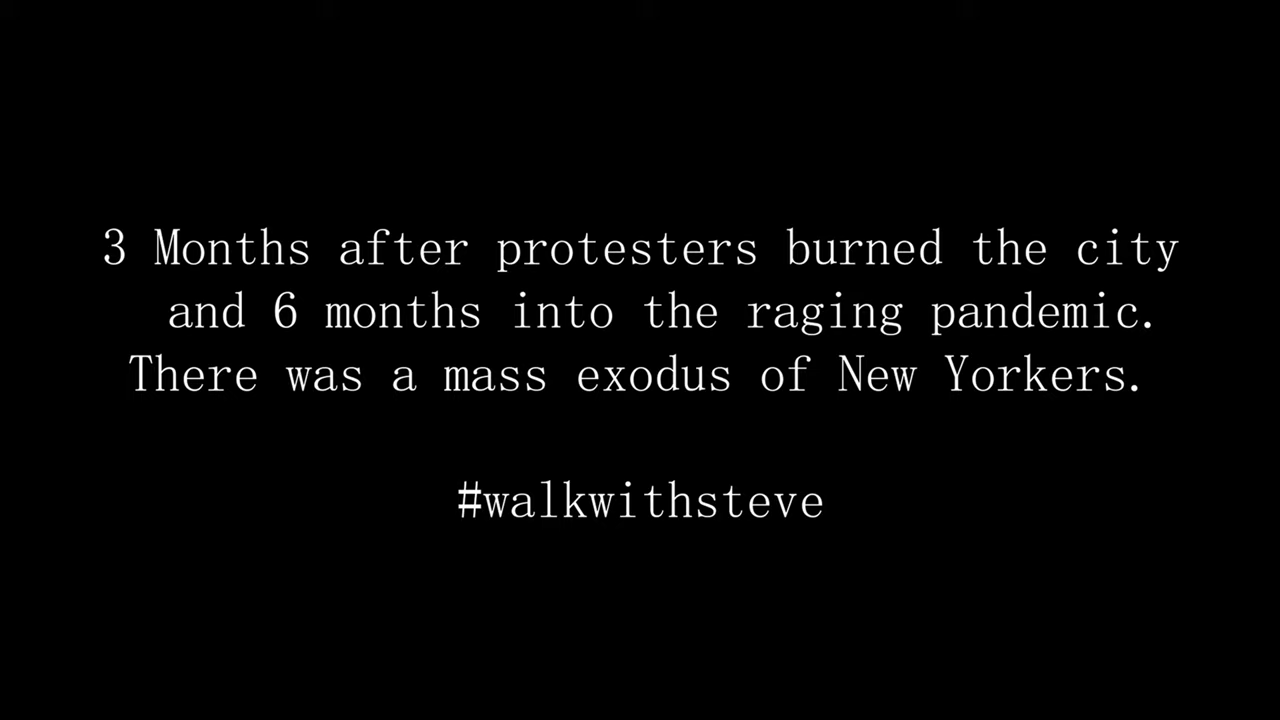 3 Months after protesters burned the city
and 6 months into the raging pandemic.
There was a mass exodus of New Yorkers.
#walkwithsteve